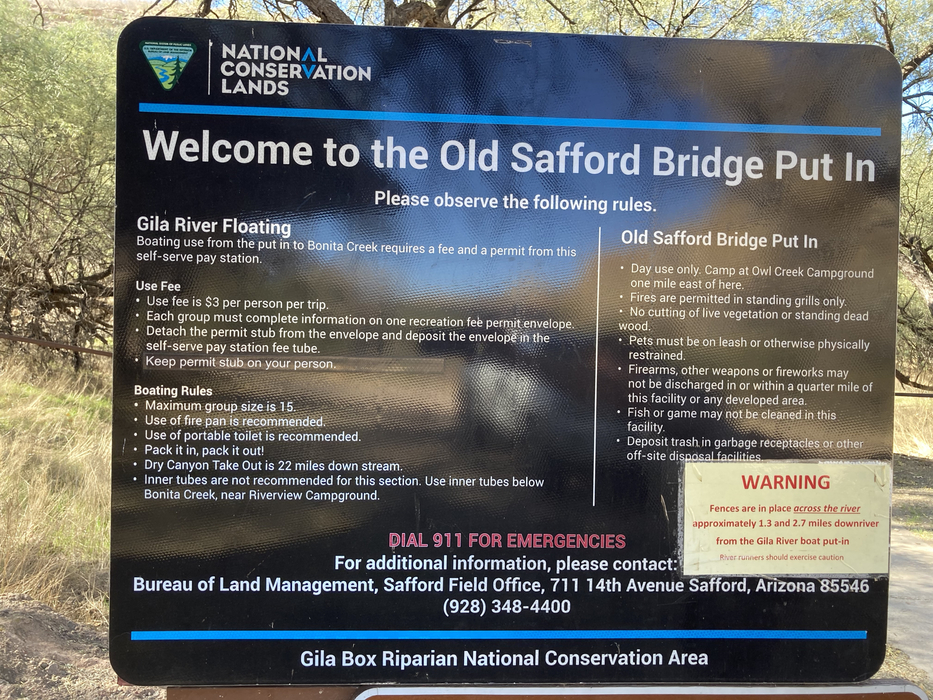 NATIONAL
CONSERVATION
LANDS
Welcome to the Old Safford Bridge Put In
Please observe the following rules.
Gila River Floating
Boating use from the put in to Bonita Creek requires a fee and a permit from this
self-serve pay station.
Use Fee
• Use fee is $3 per person per trip.
• Each group must complete information on one recreation fee permit envelope.
• Detach the permit stub from the envelope and deposit the envelope in the
self-serve pay station fee tube.
• Keep permit stub on your person.
Boating Rules
• Maximum group size is 15.
• Use of fire pan is recommended.
• Use of portable toilet is recommended.
• Pack it in, pack it out!
• Dry Canyon Take Out is 22 miles down stream.
• Inner tubes are not recommended for this section. Use inner tubes below
Bonita Creek, near Riverview Campground.
Old Safford Bridge Put In
• Day use only. Camp at Owl Creek Campground
one mile east of here.
• Fires are permitted in standing grills only.
• No cutting of live vegetation or standing dead
wood.
• Pets must be on leash or otherwise physically
restrained.
• Firearms, other weapons or fireworks may
not be discharged in or within a quarter mile of
this facility or any developed area.
• Fish or game may not be cleaned in this
facility.
• Deposit trash in garbage receptacles or other
off-site disposal facilities.
WARNING
Fences are in place across the river
approximately 1.3 and 2.7 miles downriver
from the Gila River boat put-in
River runners should exercise caution
DIAL 911 FOR EMERGENCIES
For additional information, please contact:
Bureau of Land Management, Safford Field Office, 711 14th Avenue Safford, Arizona 85546
(928) 348-4400
Gila Box Riparian National Conservation Area